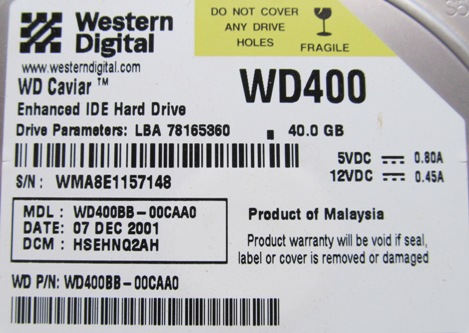 Western
Digital
DO NOT COVER
ANY DRIVE
HOLES
FRAGILE
www.westerndigital.com
WD Caviar ™
WD400
Enhanced IDE Hard Drive
Drive Parameters: LBA 78165360 . 40.0 GB
5VDC ⎓ 0.80A
12VDC ⎓ 0.45A
S/N : WMA8E1157148
MDL : WD400BB-00CAA0
DATE: 07 DEC 2001
DCM : HSEHNQ2AH
Product of Malaysia
Product warranty will be void if seal,
label or cover is removed or damaged
WD P/N: WD400BB-00CAA0